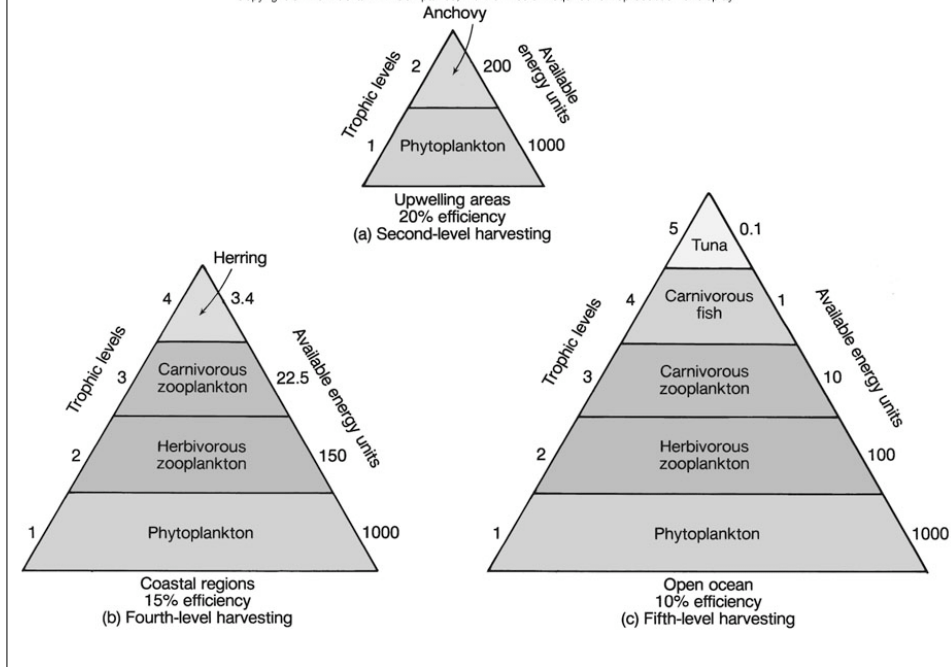 Anchovy
Trophic levels
2
200
Available
energy units
1
Phytoplankton
1000
Upwelling areas
20% efficiency
(a) Second-level harvesting
Herring
4
3.4
Trophic levels
3
Carnivorous
zooplankton
22.5
Available energy units
2
Herbivorous
zooplankton
150
1
Phytoplankton
1000
Coastal regions
15% efficiency
(b) Fourth-level harvesting
5
Tuna
0.1
Trophic levels
4
Carnivorous
fish
1
Available energy units
3
Carnivorous
zooplankton
10
2
Herbivorous
zooplankton
100
1
Phytoplankton
1000
Open ocean
10% efficiency
(c) Fifth-level harvesting